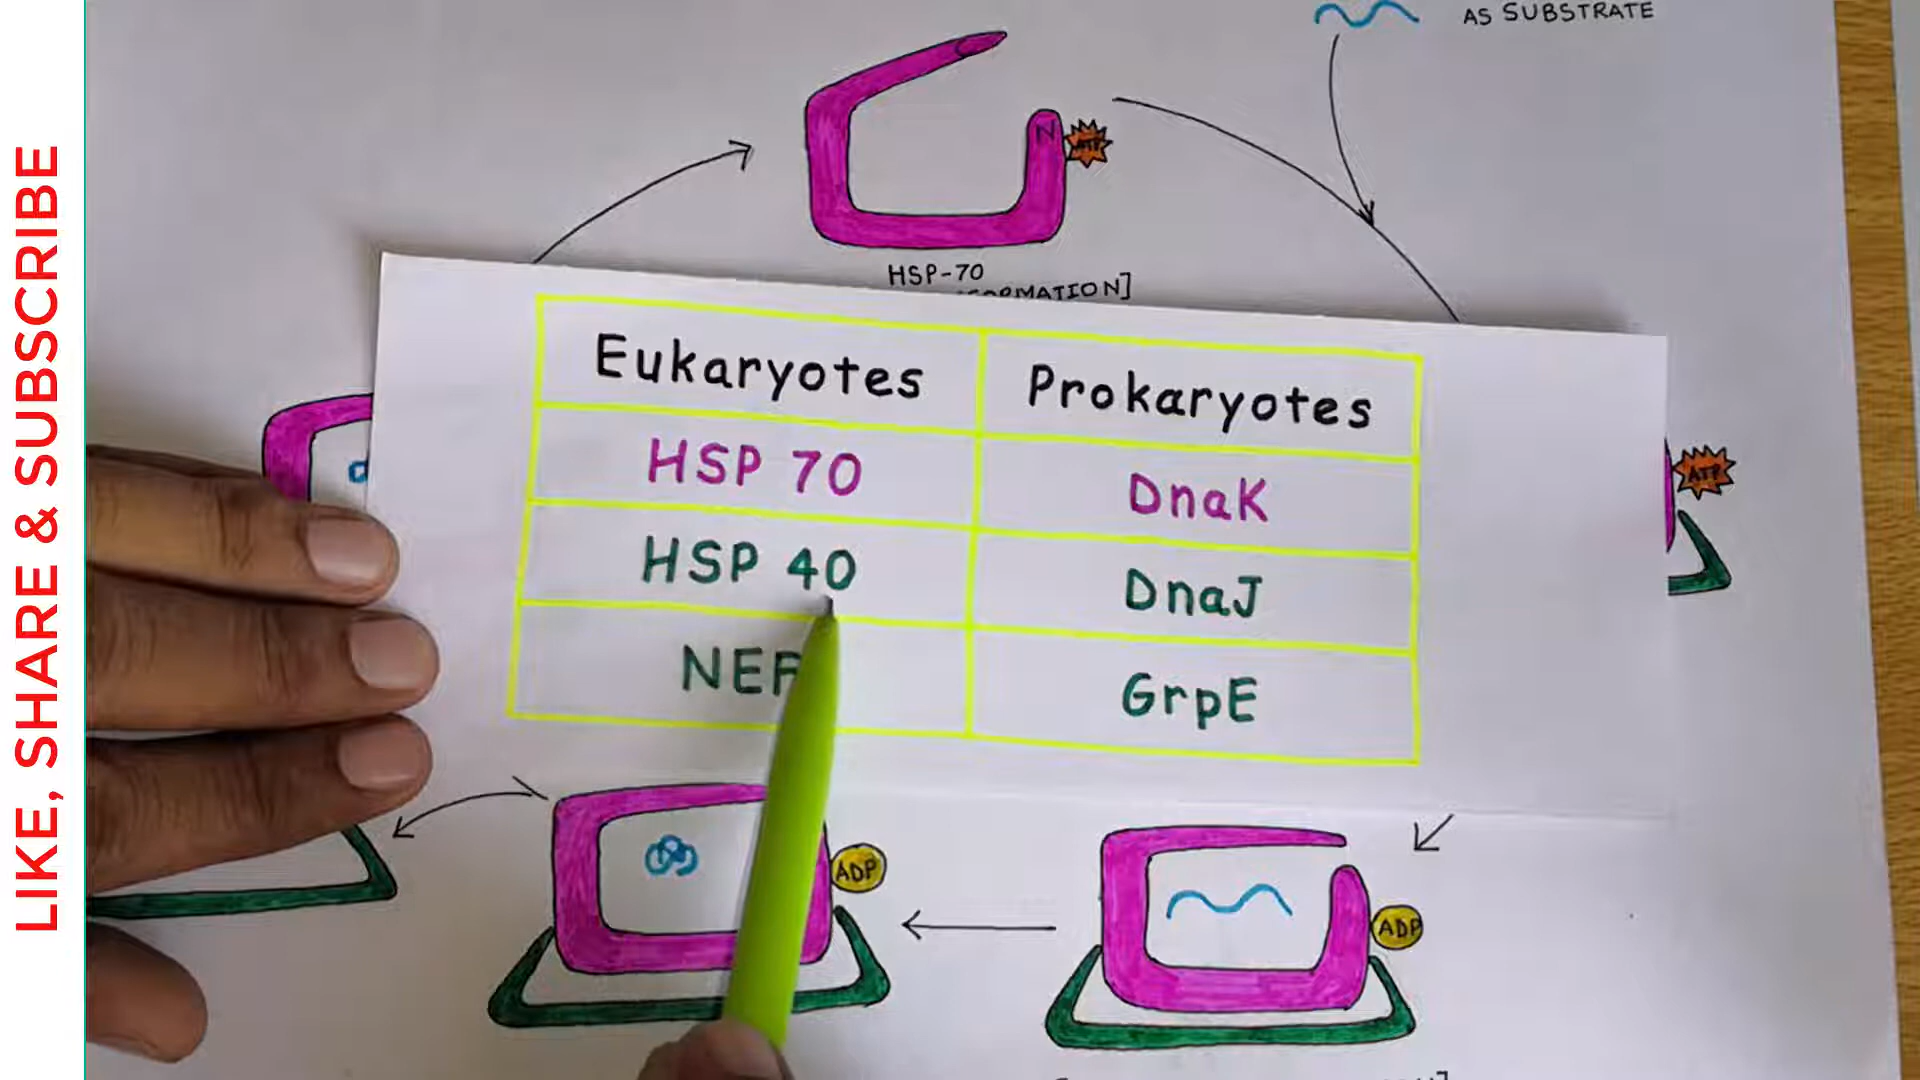 LIKE, SHARE & SUBSCRIBE
AS SUBSTRATE
N
ATP
HSP-70
Eukaryotes
Prokaryotes
HSP 70
DnaK
HSP 40
DnaJ
NEF
GrpE
ATP
ADP
ADP